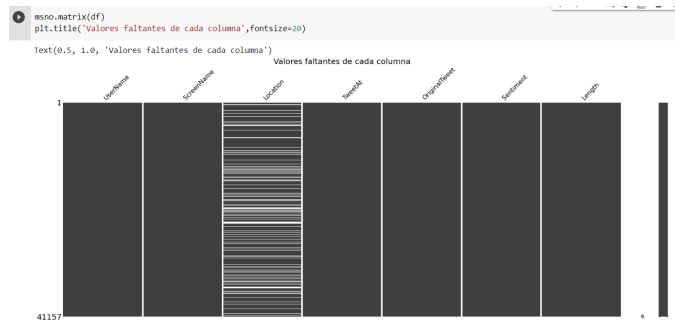 msno.matrix(df)
plt.title('Valores faltantes de cada columna',fontsize=20)
Text(0.5, 1.0, 'Valores faltantes de cada columna')
Valores faltantes de cada columna
UserName ScreenName Location TweetAt OriginalTweet Sentiment Length
1
41157
6